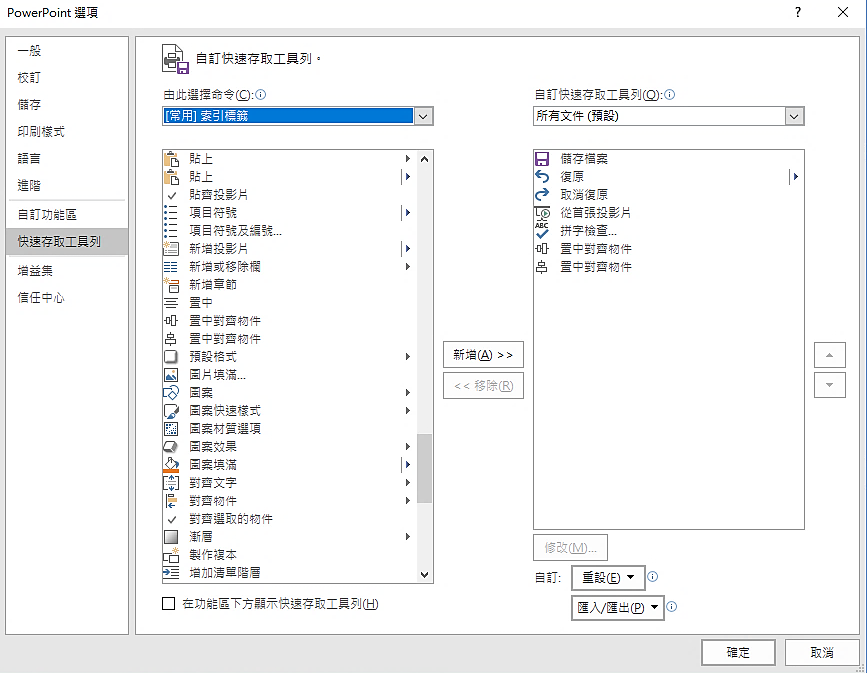 PowerPoint 選項
?
一般
校訂
儲存
印刷樣式
語言
進階
自訂功能區
快速存取工具列
增益集
信任中心
自訂快速存取工具列。
由此選擇命令(C):
[常用] 索引標籤
貼上
貼上
貼齊投影片
項目符號
項目符號及編號...
新增投影片
新增或移除欄
新增章節
置中
置中對齊物件
置中對齊物件
預設格式
圖片填滿...
圖案
圖案快速樣式
圖案材質選項
圖案效果
圖案填滿
對齊文字
對齊物件
對齊選取的物件
漸層
製作複本
增加清單階層
在功能區下方顯示快速存取工具列(H)
新增(A) >>
<< 移除(R)
自訂快速存取工具列(O):
所有文件 (預設)
儲存檔案
復原
取消復原
從首張投影片
ABC
拼字檢查...
置中對齊物件
置中對齊物件
修改(M)...
自訂:
重設(E)
匯入/匯出(P)
確定
取消